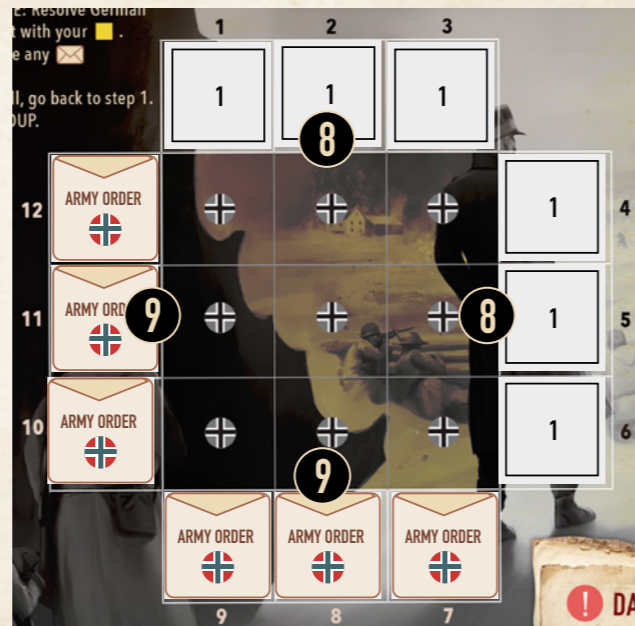 : Resolve German
t with your .
e any
ll, go back to step 1.
OUP.
1 2 3
1 1 1
8
12 ARMY ORDER 1 4
11 ARMY ORD 9 8 1 5
10 ARMY ORDER 1 6
9
ARMY ORDER ARMY ORDER ARMY ORDER
9 8 7
! DA